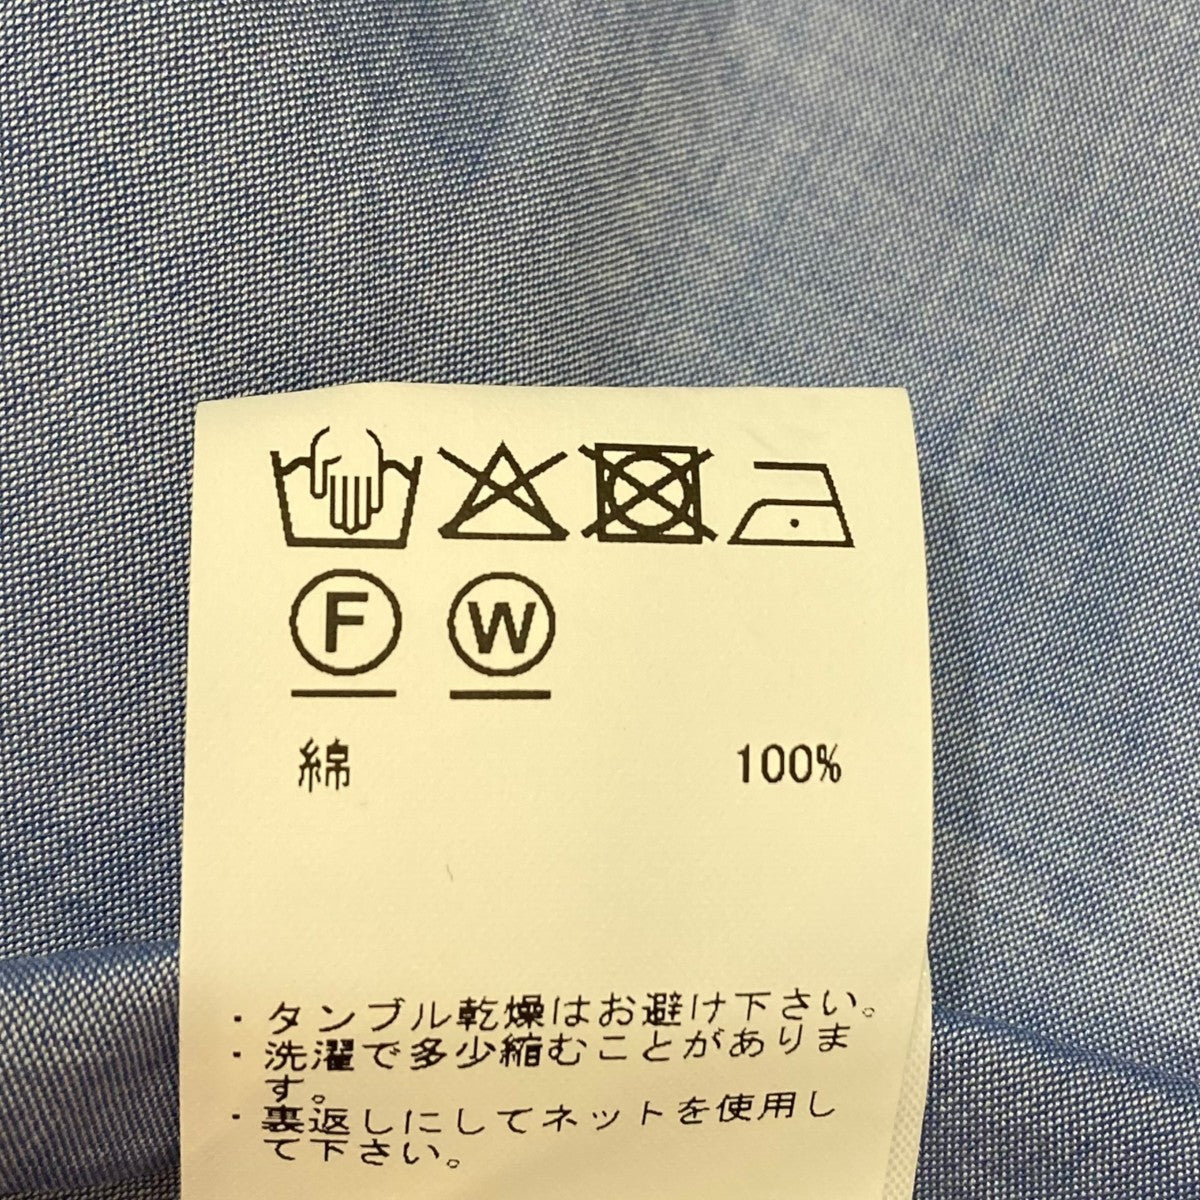 F W
綿 100%
・タンブル乾燥はお避け下さい。
・洗濯で多少縮むことがありま
す。
・裏返しにしてネットを使用し
て下さい。